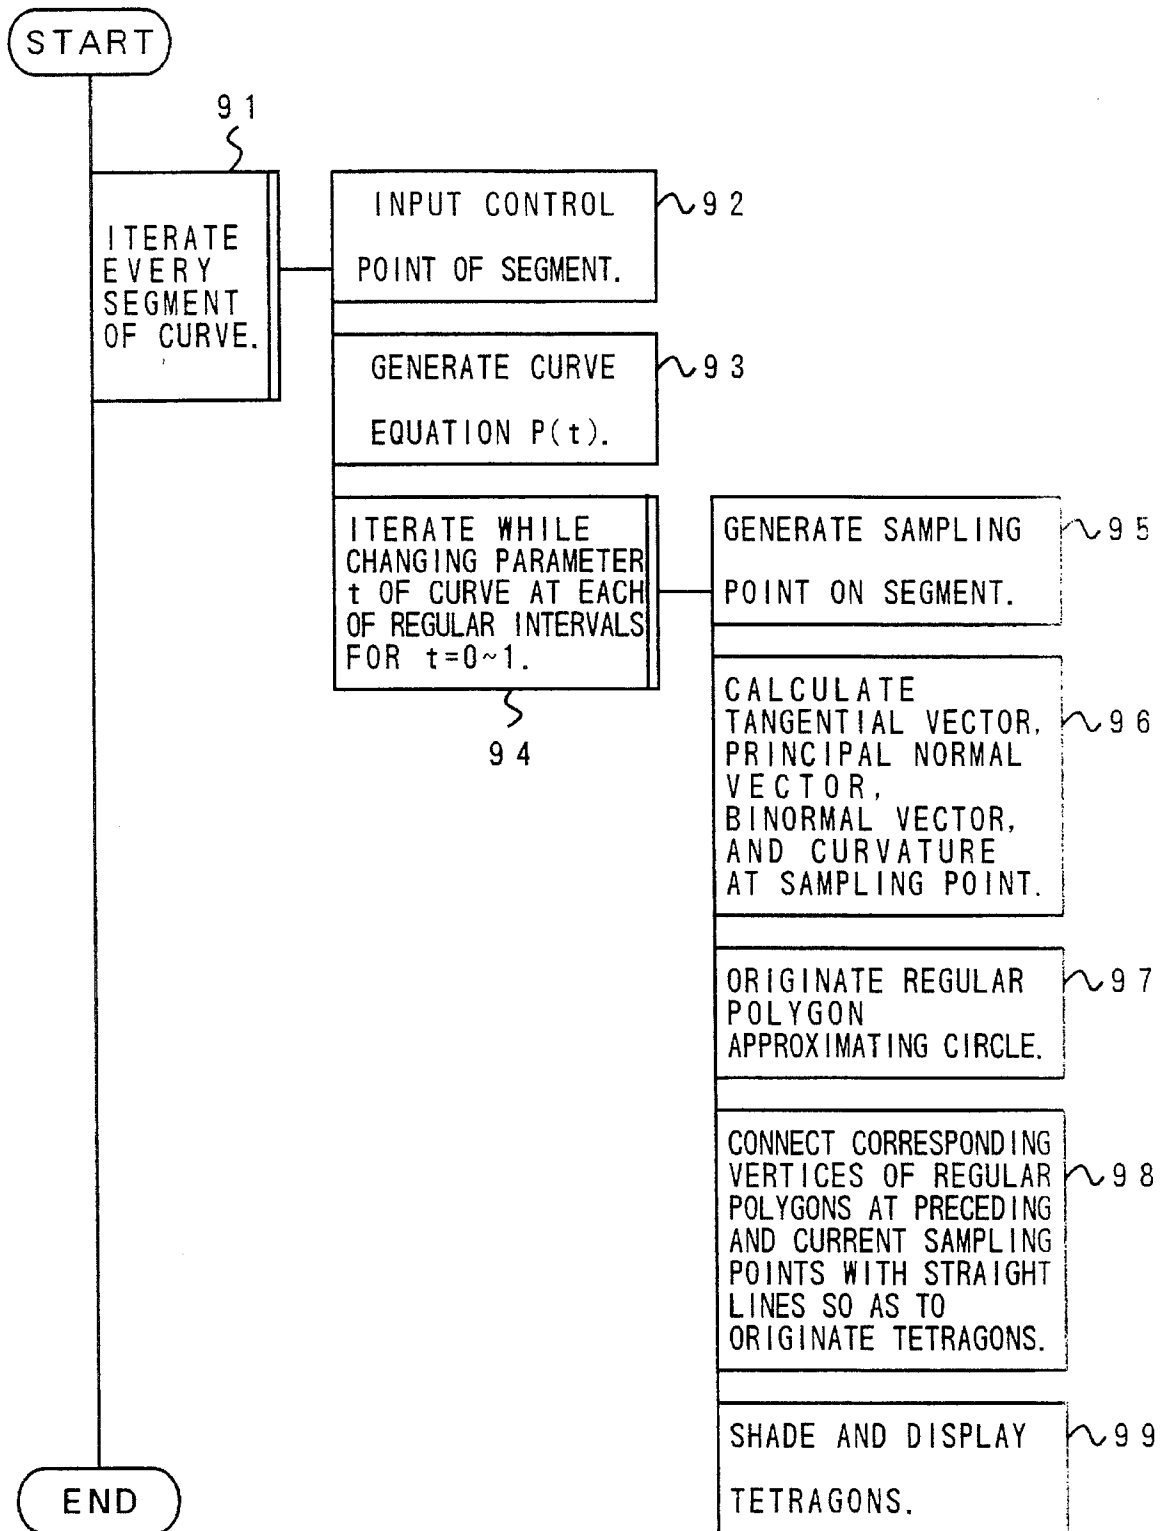 START
91
ITERATE
EVERY
SEGMENT
OF CURVE.
INPUT CONTROL
POINT OF SEGMENT.
92
GENERATE CURVE
EQUATION P(t).
93
ITERATE WHILE
CHANGING PARAMETER
t OF CURVE AT EACH
OF REGULAR INTERVALS
FOR t=0~1.
94
GENERATE SAMPLING
POINT ON SEGMENT.
95
CALCULATE
TANGENTIAL VECTOR,
PRINCIPAL NORMAL
VECTOR,
BINORMAL VECTOR,
AND CURVATURE
AT SAMPLING POINT.
96
ORIGINATE REGULAR
POLYGON
APPROXIMATING CIRCLE.
97
CONNECT CORRESPONDING
VERTICES OF REGULAR
POLYGONS AT PRECEDING
AND CURRENT SAMPLING
POINTS WITH STRAIGHT
LINES SO AS TO
ORIGINATE TETRAGONS.
98
SHADE AND DISPLAY
TETRAGONS.
99
END